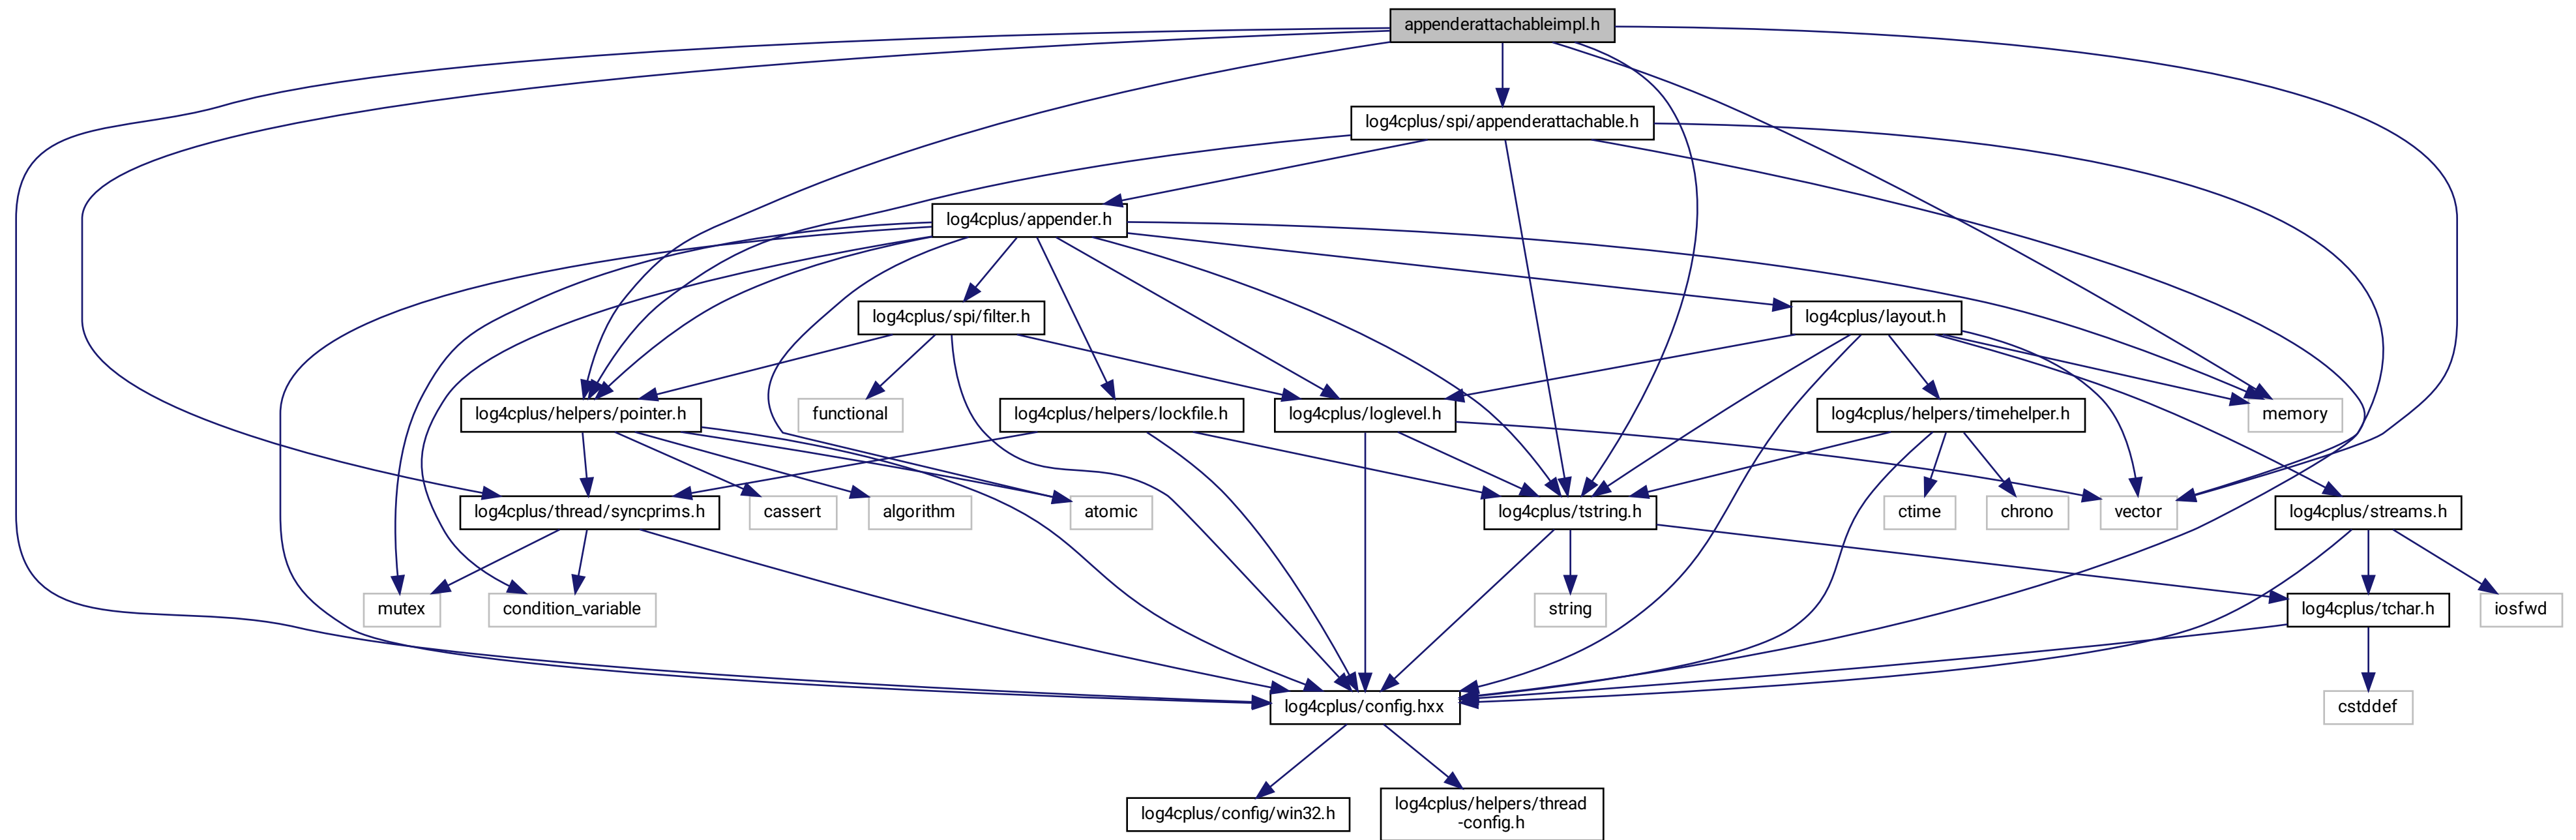 appenderattachableimpl.h
log4cplus/spi/appenderattachable.h
log4cplus/appender.h
log4cplus/spi/filter.h
log4cplus/layout.h
log4cplus/helpers/pointer.h
functional
log4cplus/helpers/lockfile.h
log4cplus/loglevel.h
log4cplus/helpers/timehelper.h
memory
log4cplus/thread/syncprims.h
cassert
algorithm
atomic
log4cplus/tstring.h
ctime
chrono
vector
log4cplus/streams.h
mutex
condition_variable
string
log4cplus/tchar.h
iosfwd
log4cplus/config.hxx
cstddef
log4cplus/config/win32.h
log4cplus/helpers/thread
-config.h